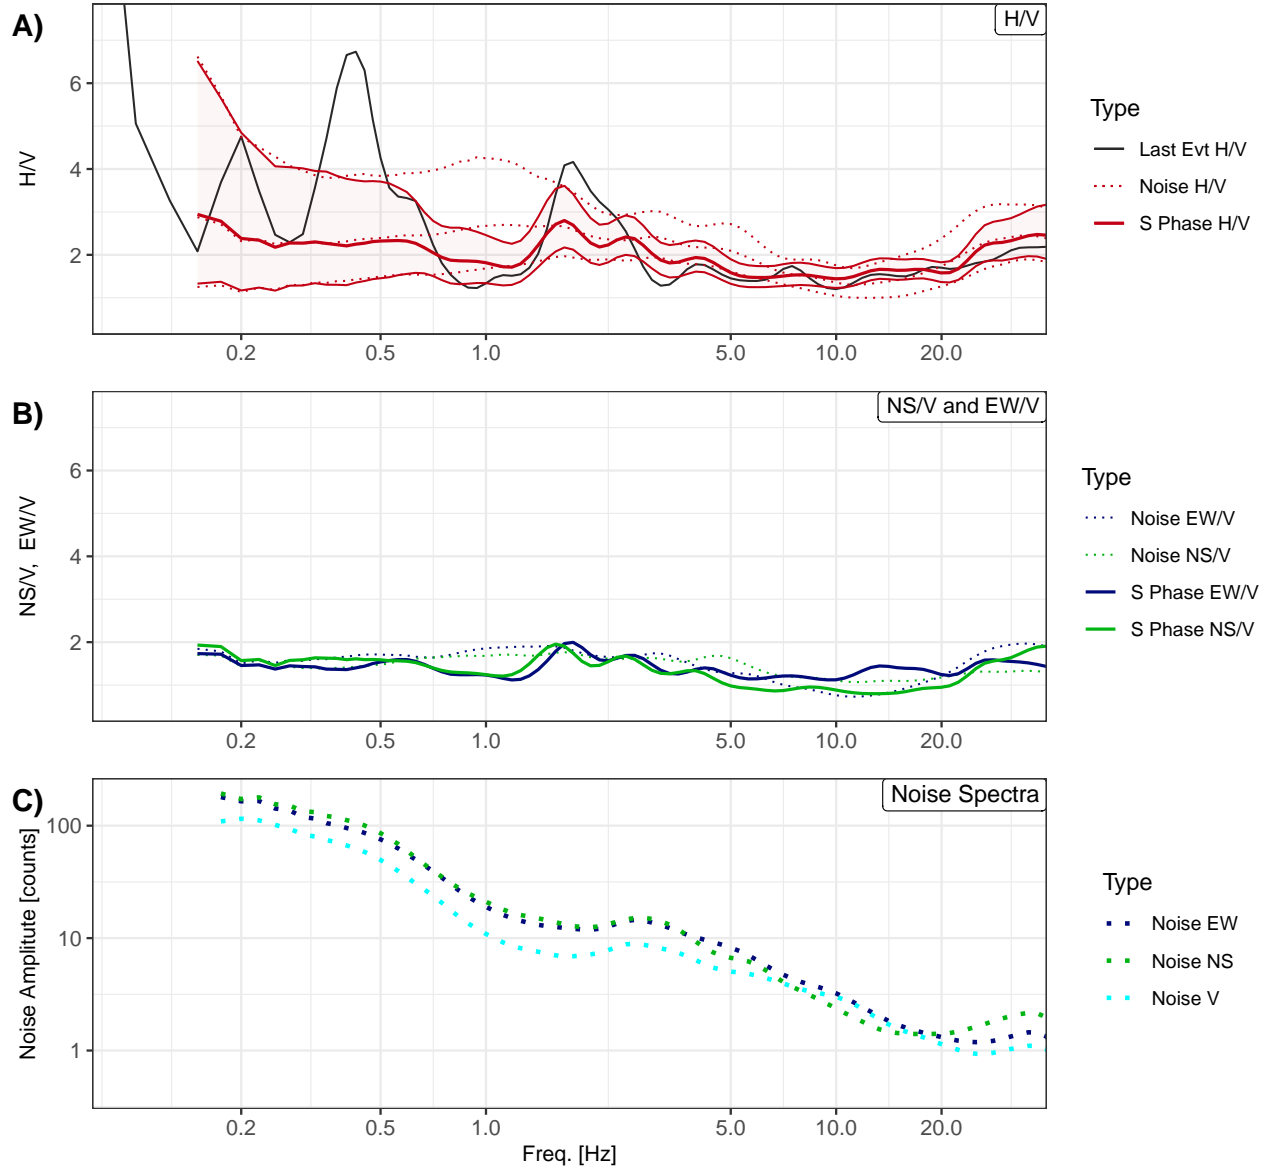 A)
H/V
H/V
6
4
2
0.2 0.5 1.0 5.0 10.0 20.0
Type
Last Evt H/V
Noise H/V
S Phase H/V
B)
NS/V and EW/V
NS/V, EW/V
6
4
2
0.2 0.5 1.0 5.0 10.0 20.0
Type
Noise EW/V
Noise NS/V
S Phase EW/V
S Phase NS/V
C)
Noise Spectra
Noise Amplitute [counts]
100
10
1
0.2 0.5 1.0 5.0 10.0 20.0
Freq. [Hz]
Type
Noise EW
Noise NS
Noise V